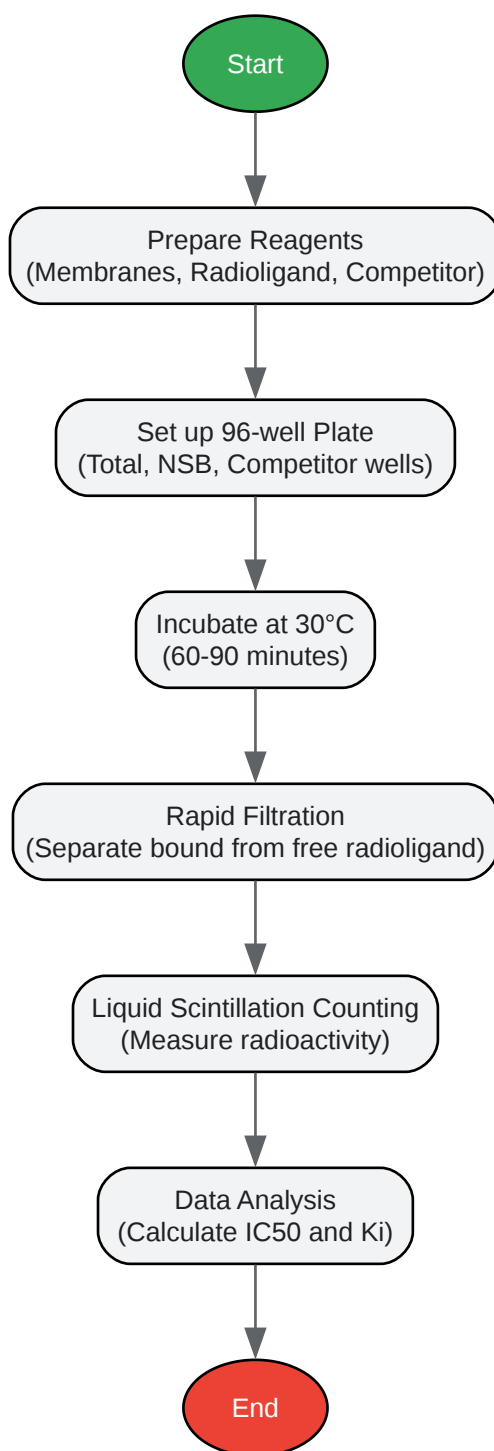 Start
Prepare Reagents
(Membranes, Radioligand, Competitor)
Set up 96-well Plate
(Total, NSB, Competitor wells)
Incubate at 30°C
(60-90 minutes)
Rapid Filtration
(Separate bound from free radioligand)
Liquid Scintillation Counting
(Measure radioactivity)
Data Analysis
(Calculate IC50 and Ki)
End